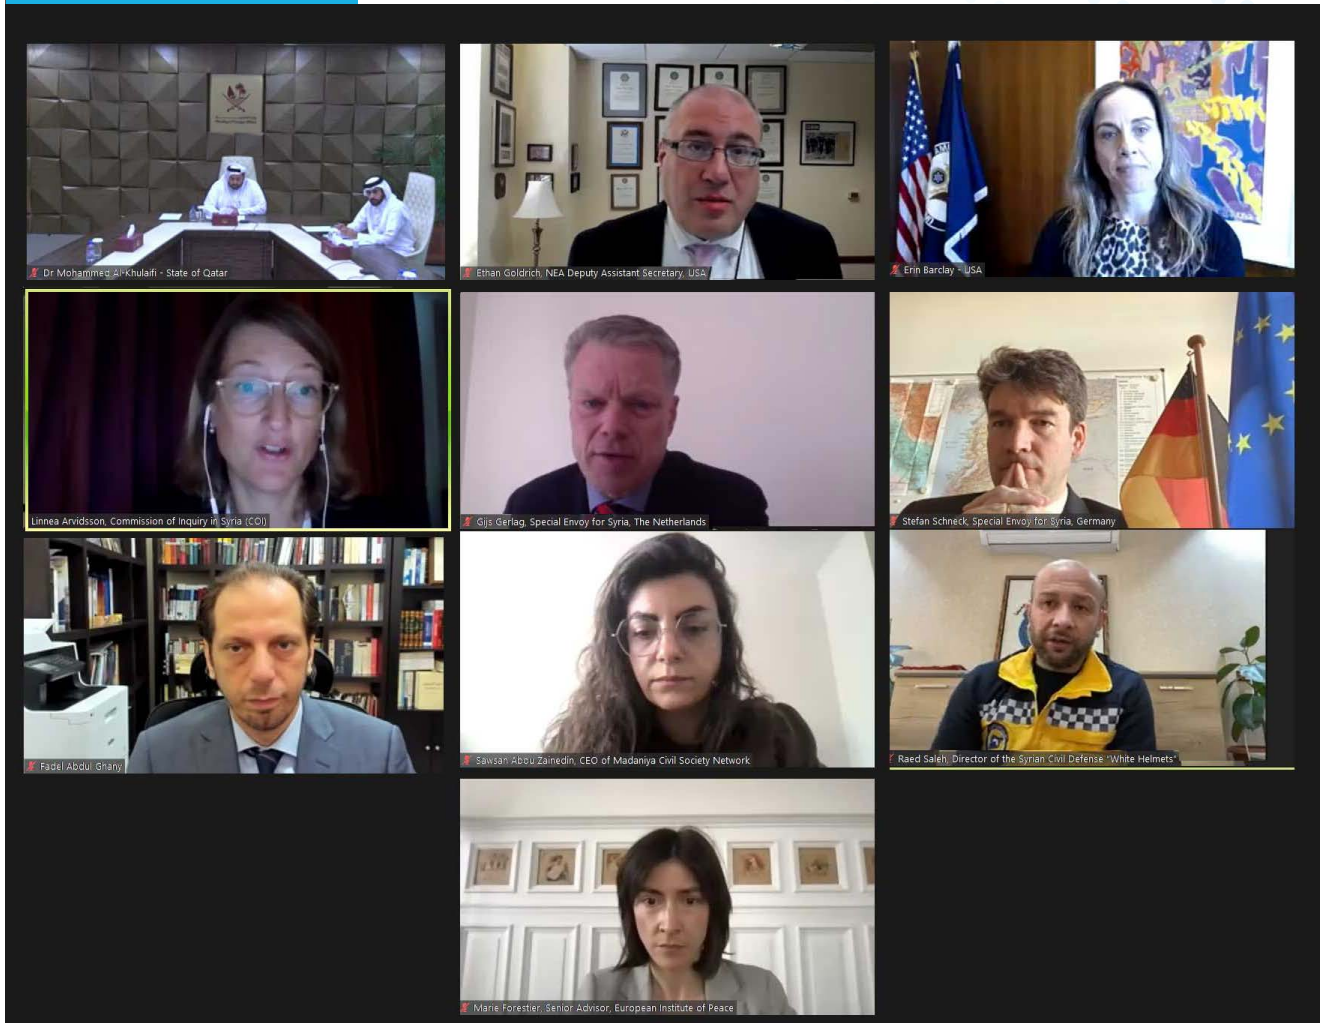 Dr Mohammed Al-Khulaifi - State of Qatar
Ethan Goldrich, NEA Deputy Assistant Secretary, USA
Erin Barclay - USA
Linnea Arvidsson, Commission of Inquiry in Syria (COI)
Gijs Gerlag, Special Envoy for Syria, The Netherlands
Stefan Schneck, Special Envoy for Syria, Germany
Fadel Abdul Ghany
Sawsan Abou Zainedin, CEO of Madaniya Civil Society Network
Raed Saleh, Director of the Syrian Civil Defense "White Helmets"
Marie Forestier, Senior Advisor, European Institute of Peace